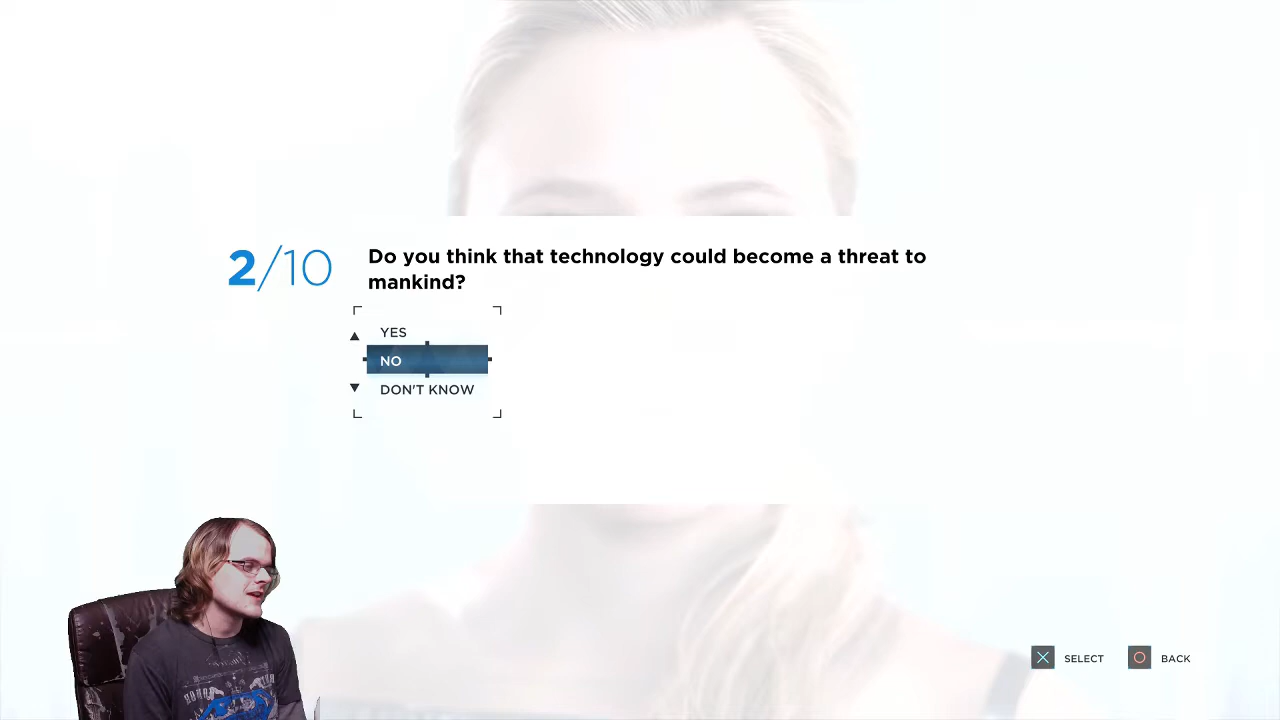 2/10
Do you think that technology could become a threat to
mankind?
YES
NO
DON'T KNOW
SELECT
BACK